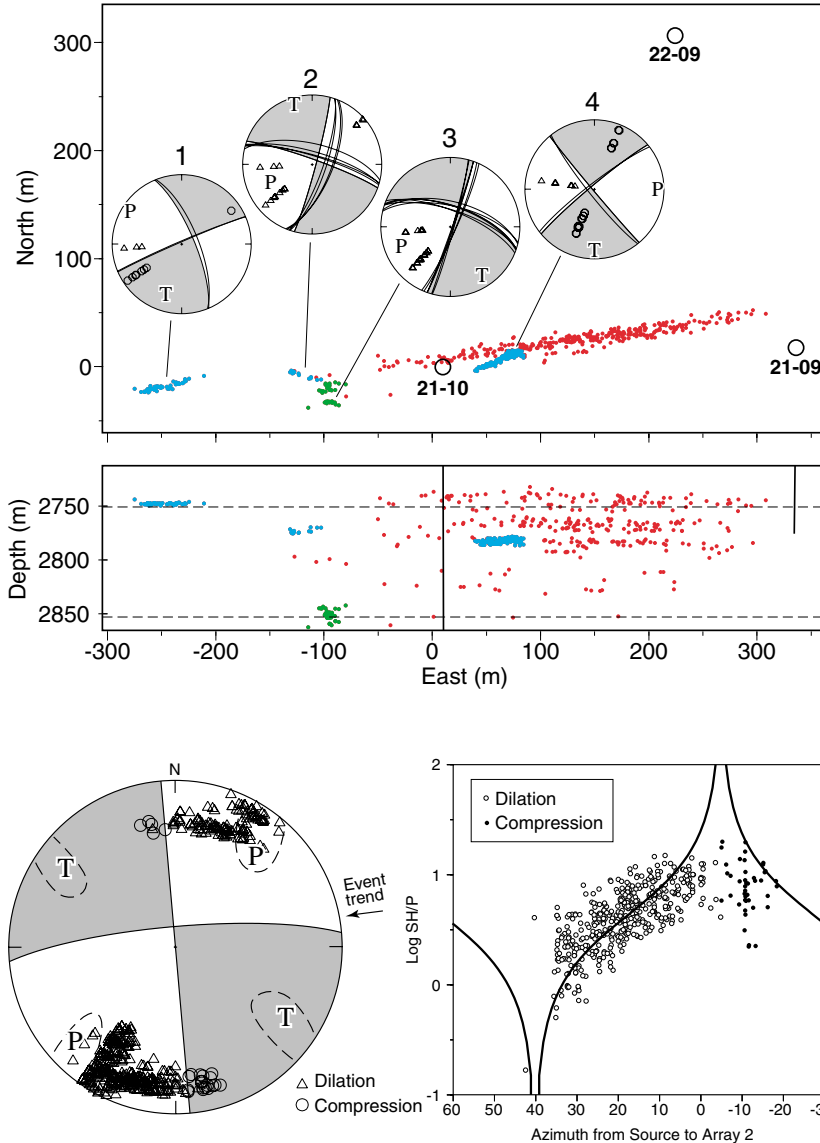 300
200
100
0
North (m)
22-09
2
T
P
1
P
T
3
P
T
4
P
T
21-10
21-09
2750
2800
2850
Depth (m)
-300
-200
-100
0
100
200
300
East (m)
N
T
P
Event
trend
P
T
Dilation
Compression
2
1
0
-1
Log SH/P
Dilation
Compression
60
50
40
30
20
10
0
-10
-20
Azimuth from Source to Array 2